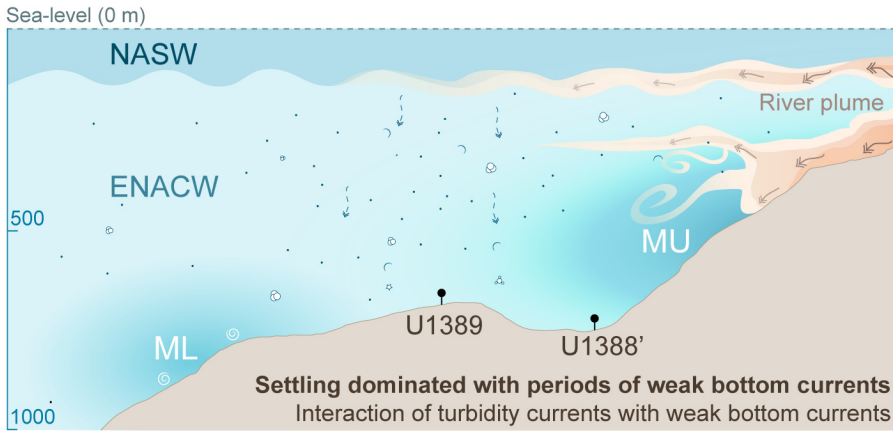 Sea-level (0 m)
NASW
River plume
ENACW
500
MU
U1389
U1388’
ML
Settling dominated with periods of weak bottom currents
Interaction of turbidity currents with weak bottom currents
1000